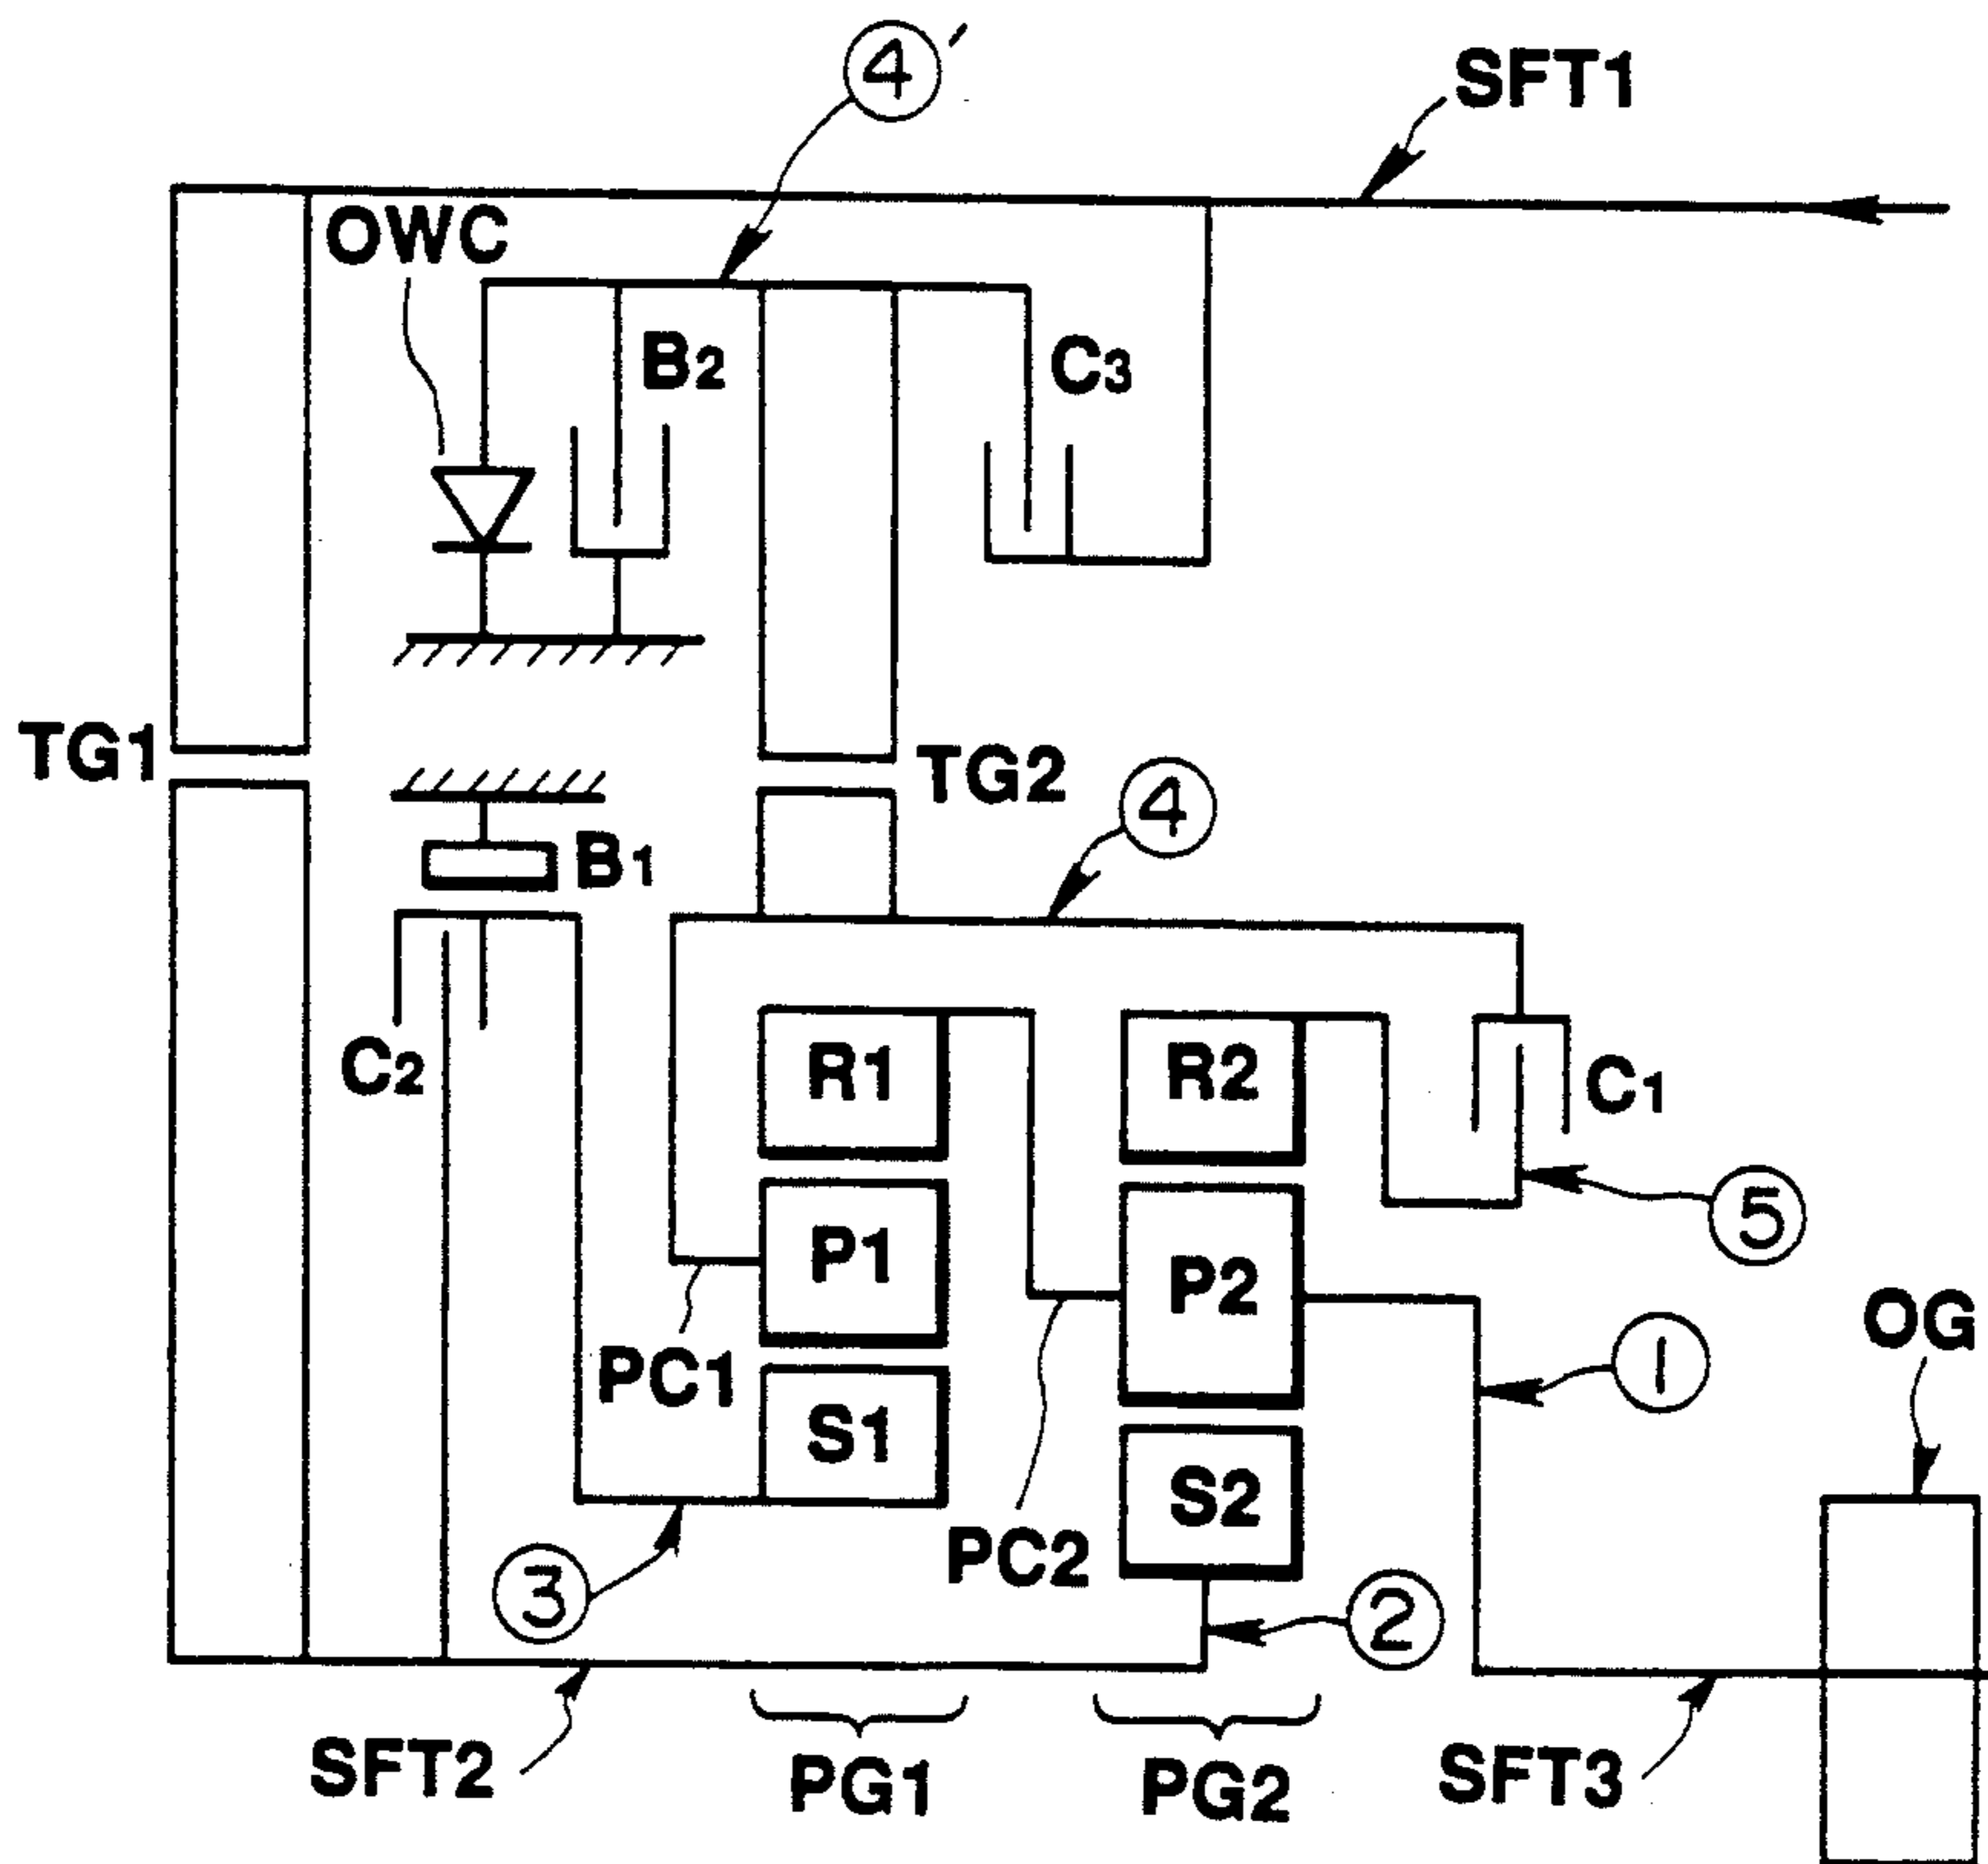 ④′
SFT1
OWC
B2
C3
TG1
TG2
④
B1
C2
R1
R2
C1
⑤
P1
P2
OG
PC1
①
S1
S2
PC2
③
②
SFT2
PG1
PG2
SFT3